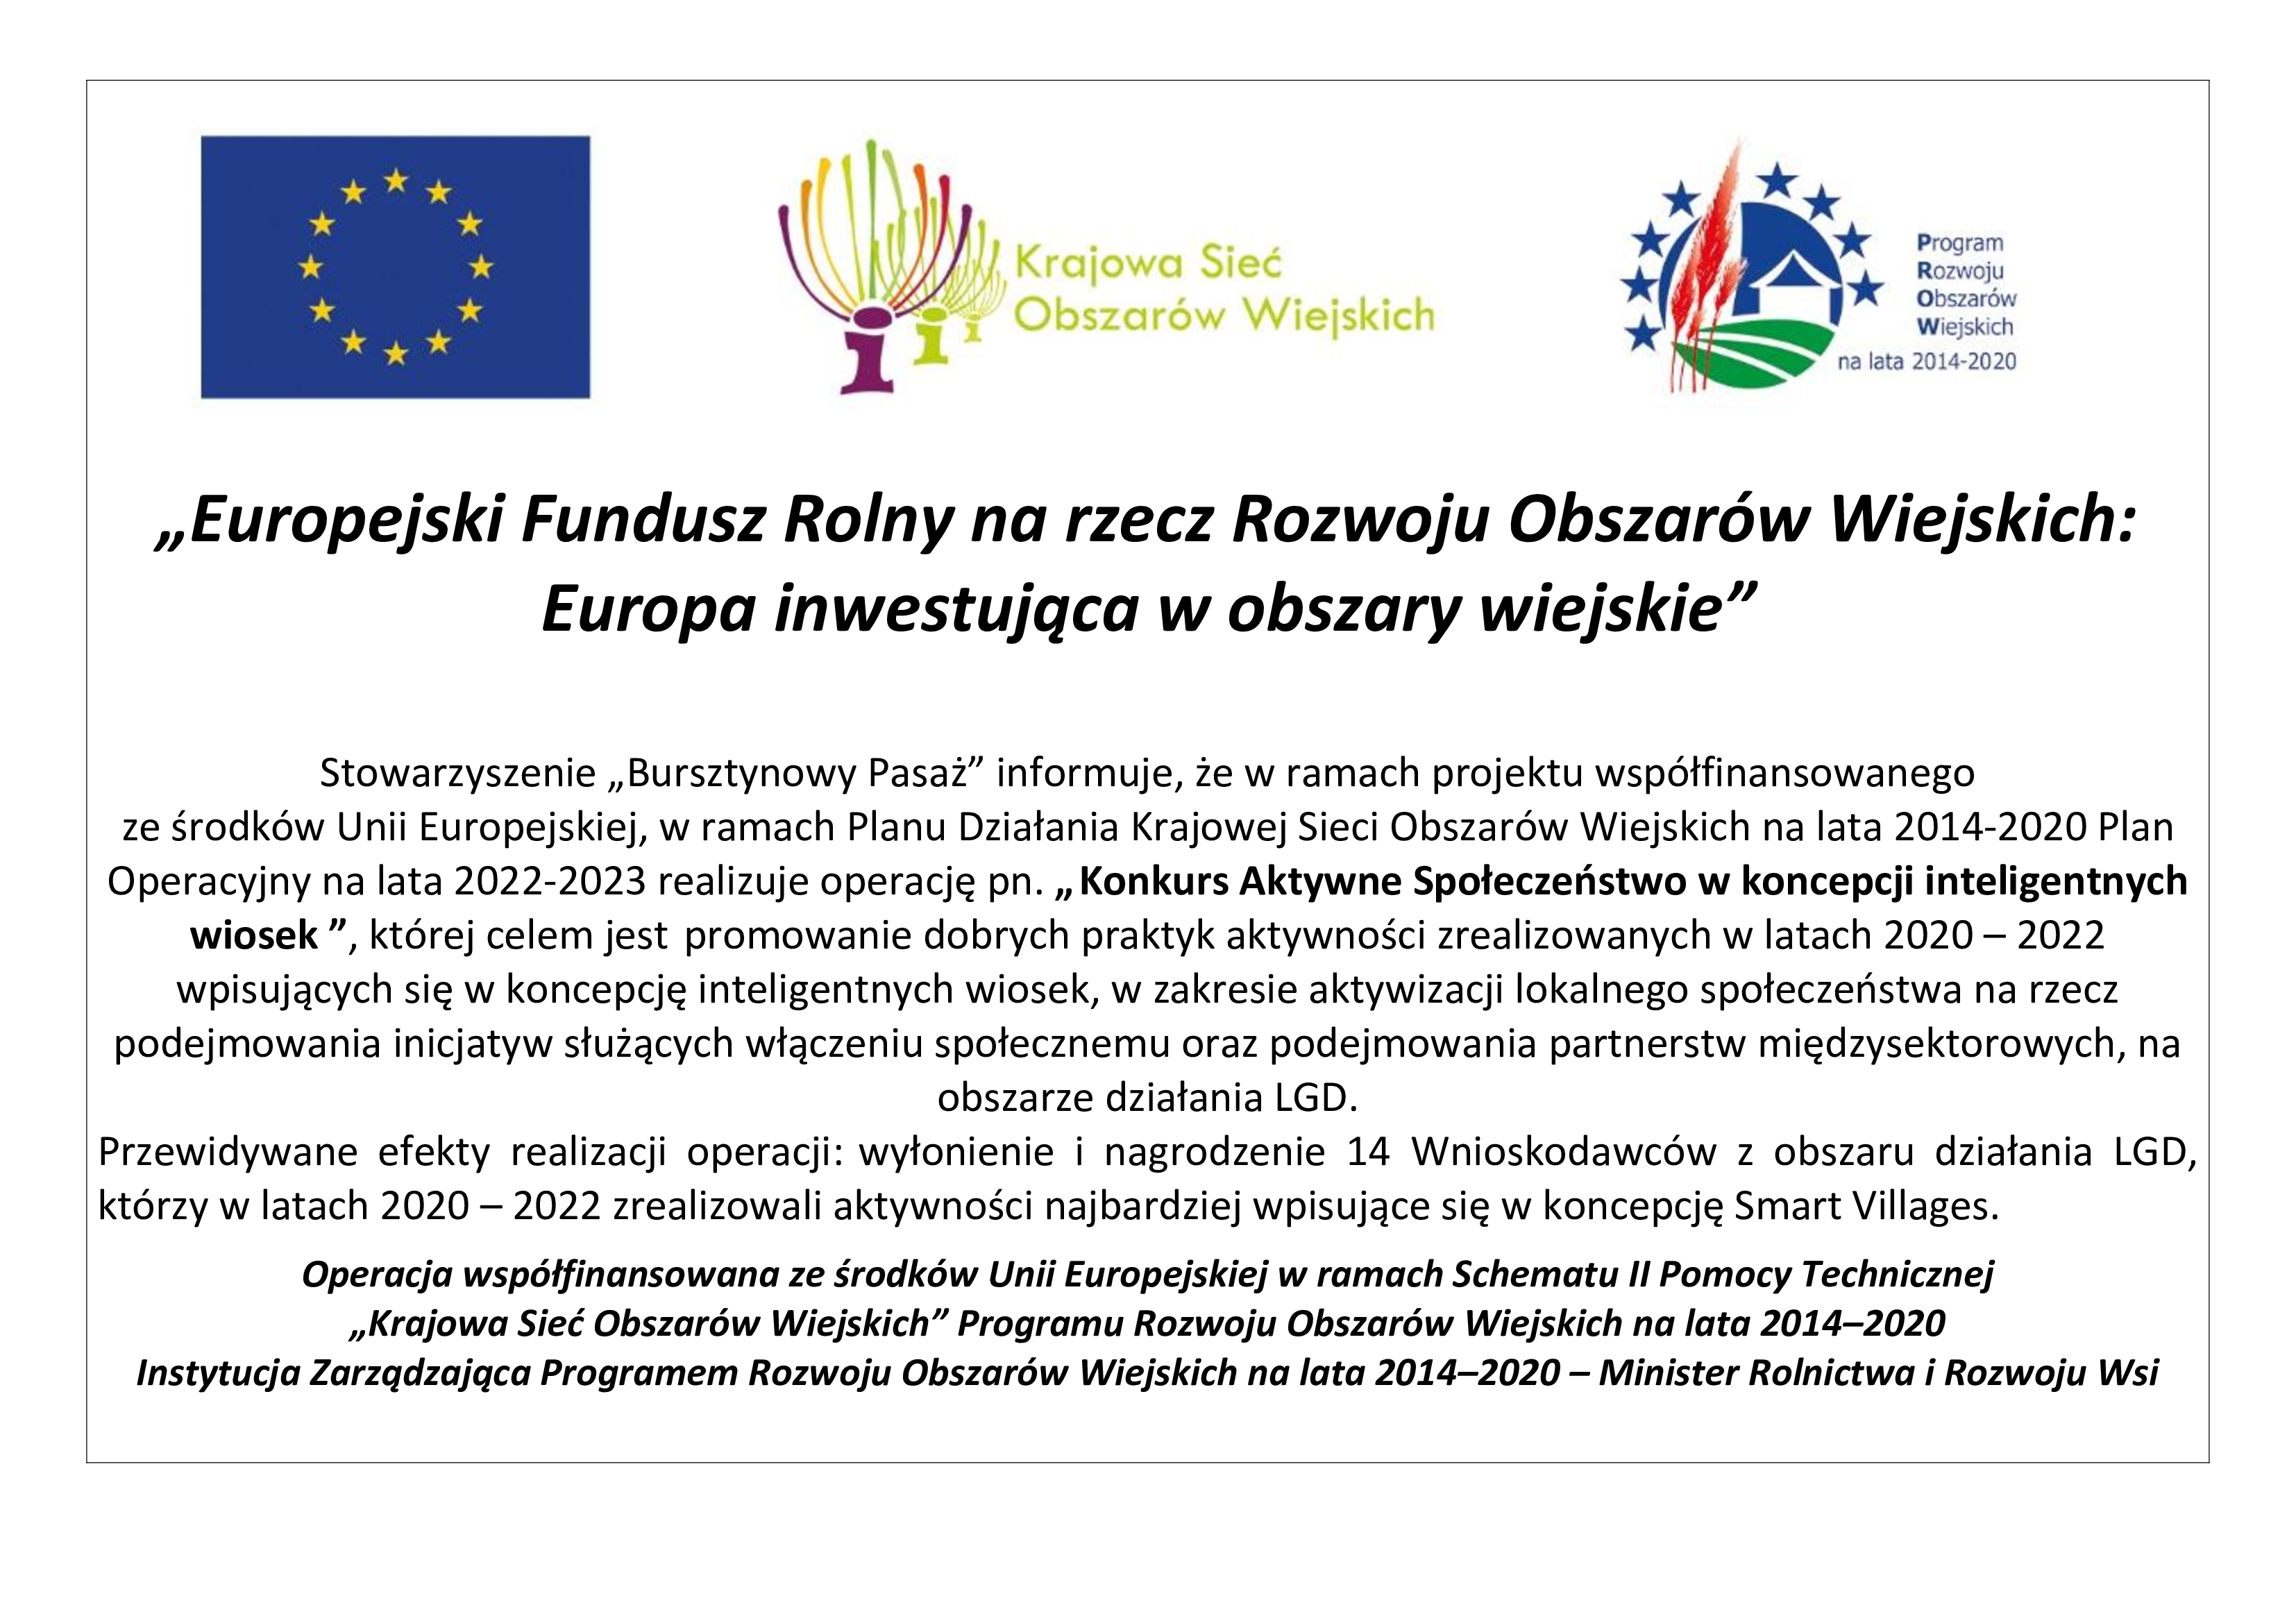 Krajowa Sieć
Obszarów Wiejskich
Program
Rozwoju
Obszarów
Wiejskich
na lata 2014-2020
„Europejski Fundusz Rolny na rzecz Rozwoju Obszarów Wiejskich:
Europa inwestująca w obszary wiejskie”
Stowarzyszenie „Bursztynowy Pasaż” informuje, że w ramach projektu współfinansowanego
ze środków Unii Europejskiej, w ramach Planu Działania Krajowej Sieci Obszarów Wiejskich na lata 2014-2020 Plan
Operacyjny na lata 2022-2023 realizuje operację pn. „Konkurs Aktywne Społeczeństwo w koncepcji inteligentnych
wiosek ”, której celem jest promowanie dobrych praktyk aktywności zrealizowanych w latach 2020 – 2022
wpisujących się w koncepcję inteligentnych wiosek, w zakresie aktywizacji lokalnego społeczeństwa na rzecz
podejmowania inicjatyw służących włączeniu społecznemu oraz podejmowania partnerstw międzysektorowych, na
obszarze działania LGD.
Przewidywane efekty realizacji operacji: wyłonienie i nagrodzenie 14 Wnioskodawców z obszaru działania LGD,
którzy w latach 2020 – 2022 zrealizowali aktywności najbardziej wpisujące się w koncepcję Smart Villages.
Operacja współfinansowana ze środków Unii Europejskiej w ramach Schematu II Pomocy Technicznej
„Krajowa Sieć Obszarów Wiejskich” Programu Rozwoju Obszarów Wiejskich na lata 2014–2020
Instytucja Zarządzająca Programem Rozwoju Obszarów Wiejskich na lata 2014–2020 – Minister Rolnictwa i Rozwoju Wsi